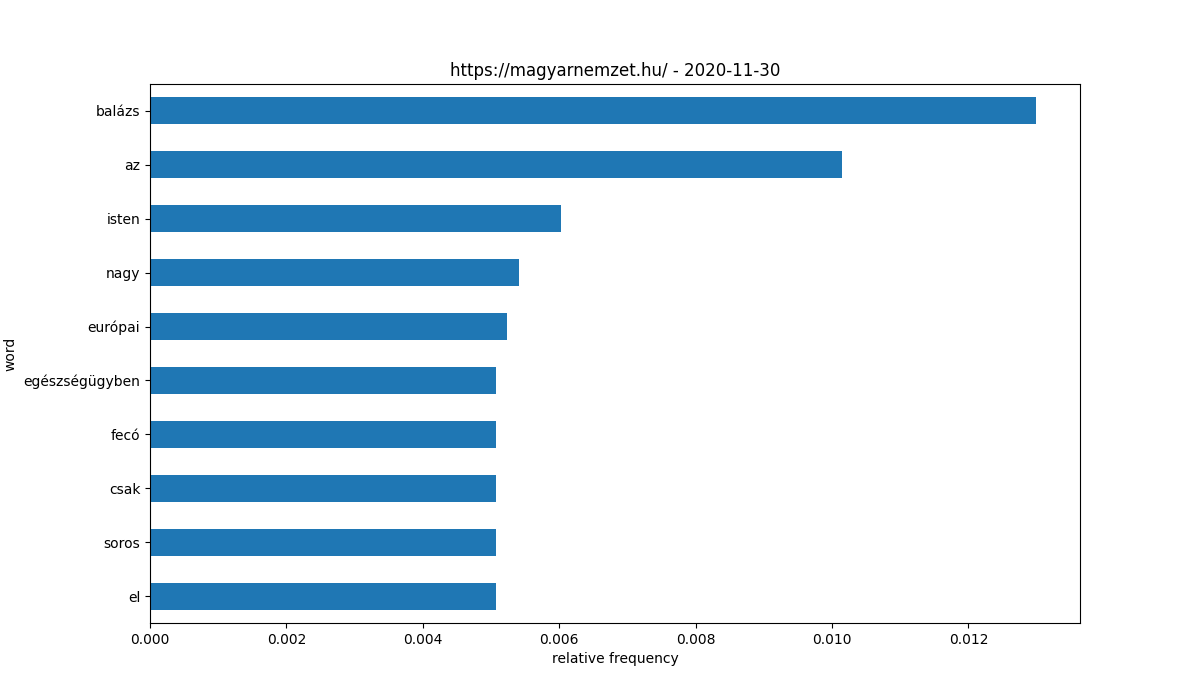 https://magyarnemzet.hu/ - 2020-11-30
balázs
az
isten
nagy
európai
egészségügyben
fecó
csak
soros
el
word
0.000 0.002 0.004 0.006 0.008 0.010 0.012
relative frequency